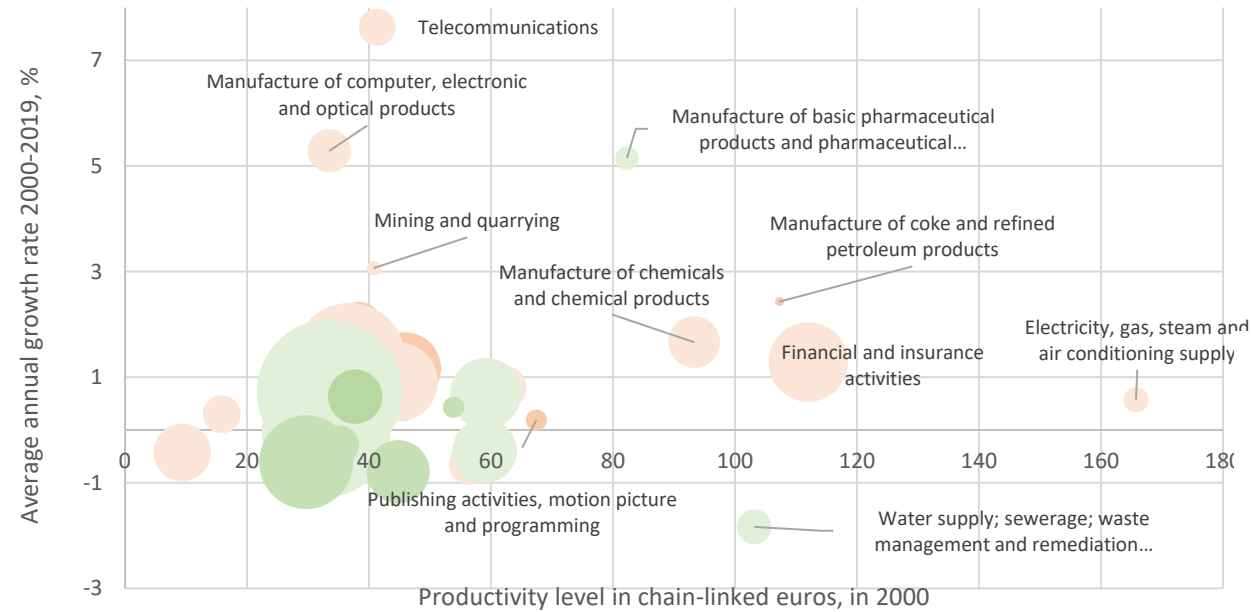 Average annual growth rate 2000-2019, %
7
5
3
1
-1
-3
Telecommunications
Manufacture of computer, electronic
and optical products
Manufacture of basic pharmaceutical
products and pharmaceutical…
Mining and quarrying
Manufacture of coke and refined
petroleum products
Manufacture of chemicals
and chemical products
Electricity, gas, steam and
air conditioning supply
Financial and insurance
activities
0 20 40 60 80 100 120 140 160 180
Publishing activities, motion picture
and programming
Water supply; sewerage; waste
management and remediation…
Productivity level in chain-linked euros, in 2000